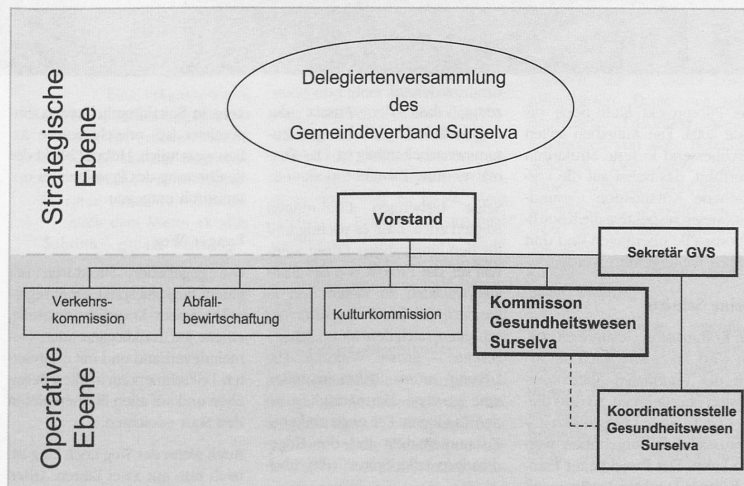 Strategische
Ebene
Delegiertenversammlung
des
Gemeindeverband Surselva
Vorstand
Sekretär GVS
Operative
Ebene
Verkehrs-
kommission
Abfall-
bewirtschaftung
Kulturkommission
Kommisson
Gesundheitswesen
Surselva
Koordinationsstelle
Gesundheitswesen
Surselva